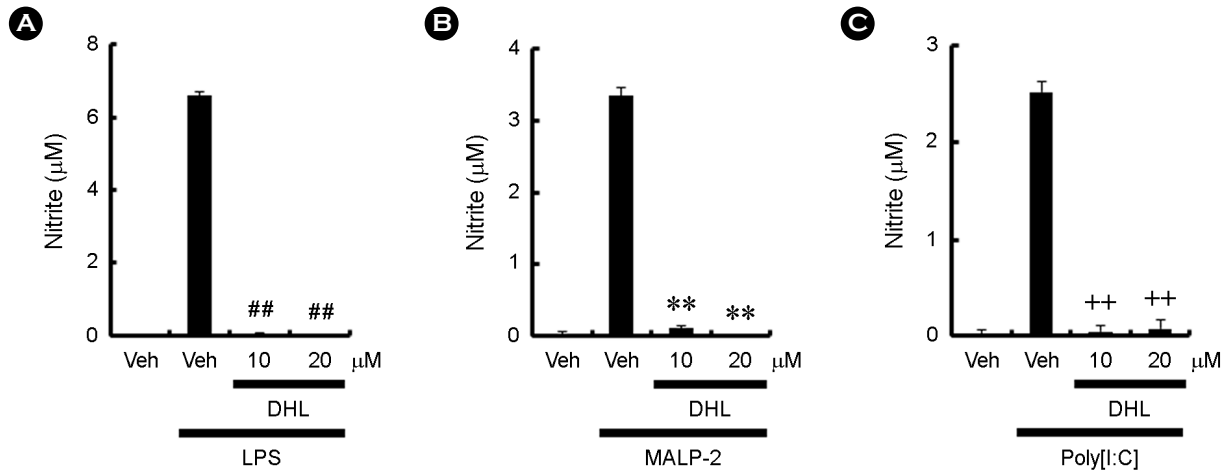 A
8
6
4
2
0
Nitrite (μM)
##
##
Veh
Veh
10
20
μM
DHL
LPS
B
4
3
2
1
0
Nitrite (μM)
**
**
Veh
Veh
10
20
μM
DHL
MALP-2
C
3
2
1
0
Nitrite (μM)
++
++
Veh
Veh
10
20
μM
DHL
Poly[I:C]